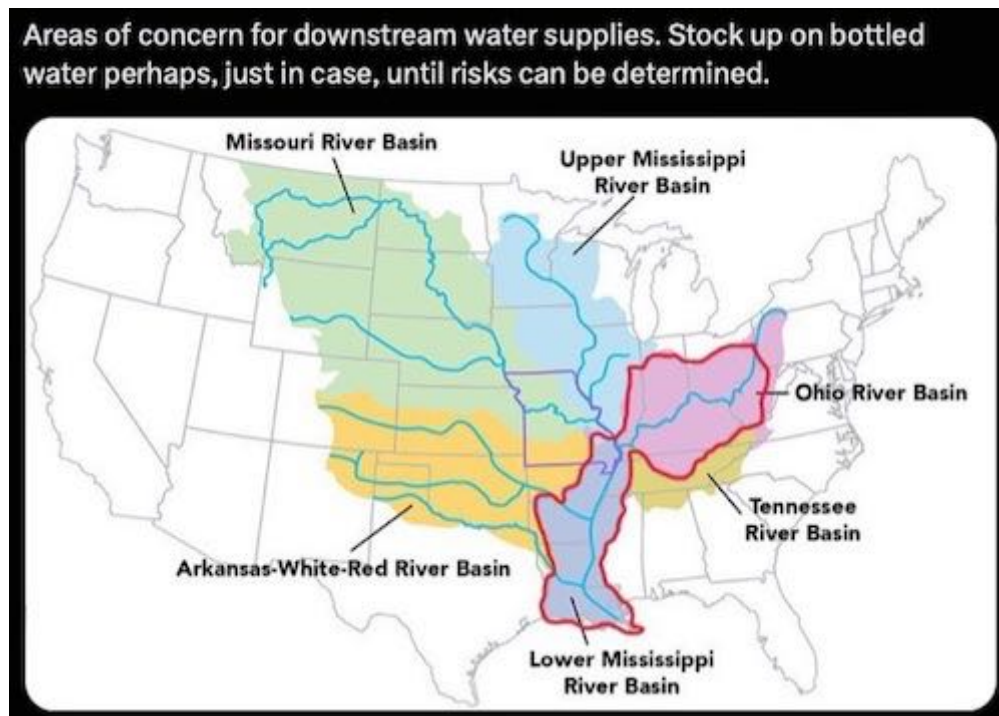 Areas of concern for downstream water supplies. Stock up on bottled
water perhaps, just in case, until risks can be determined.
Missouri River Basin
Upper Mississippi
River Basin
Ohio River Basin
Tennessee
River Basin
Arkansas-White-Red River Basin
Lower Mississippi
River Basin